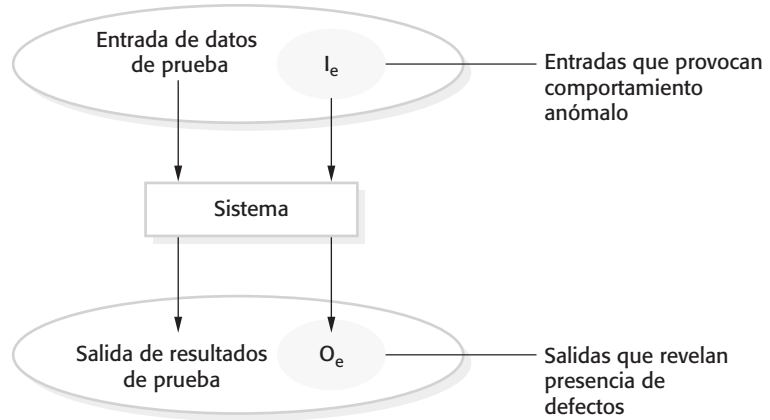 Entrada de datos
de prueba
Iₑ
Entradas que provocan
comportamiento
anómalo
Sistema
Salida de resultados
de prueba
Oₑ
Salidas que revelan
presencia de
defectos